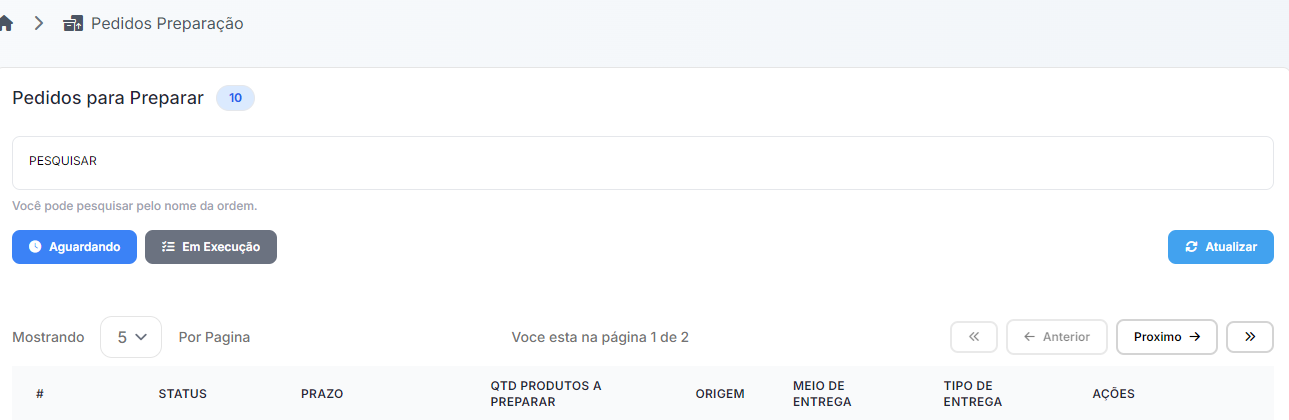 Pedidos Preparação
Pedidos para Preparar 10
PESQUISAR
Você pode pesquisar pelo nome da ordem.
Aguardando Em Execução Atualizar
Mostrando 5 Por Pagina Voce esta na página 1 de 2 « ← Anterior Proximo → »
# STATUS PRAZO QTD PRODUTOS A PREPARAR ORIGEM MEIO DE ENTREGA TIPO DE ENTREGA AÇÕES